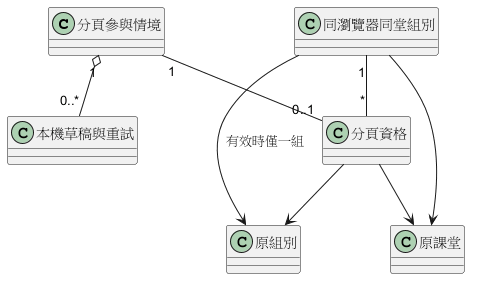 C 分頁參與情境
C 同瀏覽器同堂組別
1
1
1
0..*
0..1
*
C 本機草稿與重試
C 分頁資格
有效時僅一組
C 原組別
C 原課堂